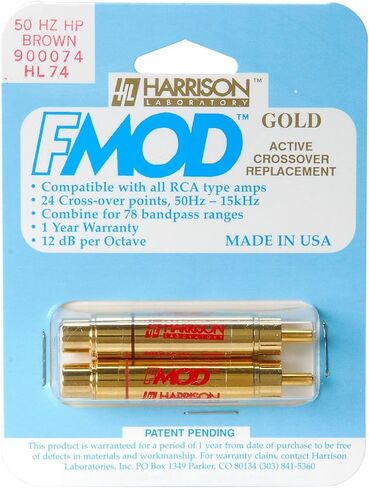 50 HZ HP
BROWN
900074
HL74
HL HARRISON™
LABORATORY
FMOD™
GOLD
ACTIVE
CROSSOVER
REPLACEMENT
• Compatible with all RCA type amps
• 24 Cross-over points, 50Hz – 15kHz
• Combine for 78 bandpass ranges
• 1 Year Warranty
• 12 dB per Octave
MADE IN USA
HARRISON
LABORATORY
FMOD
HARRISON
PATENT PENDING
This product is warranteed for a period of 1 year from date of purchase to be free
of defects in materials and workmanship. For warranty claim, contact Harrison
Laboratories, Inc. PO Box 1349 Parker, CO 80134 (303) 841-5360